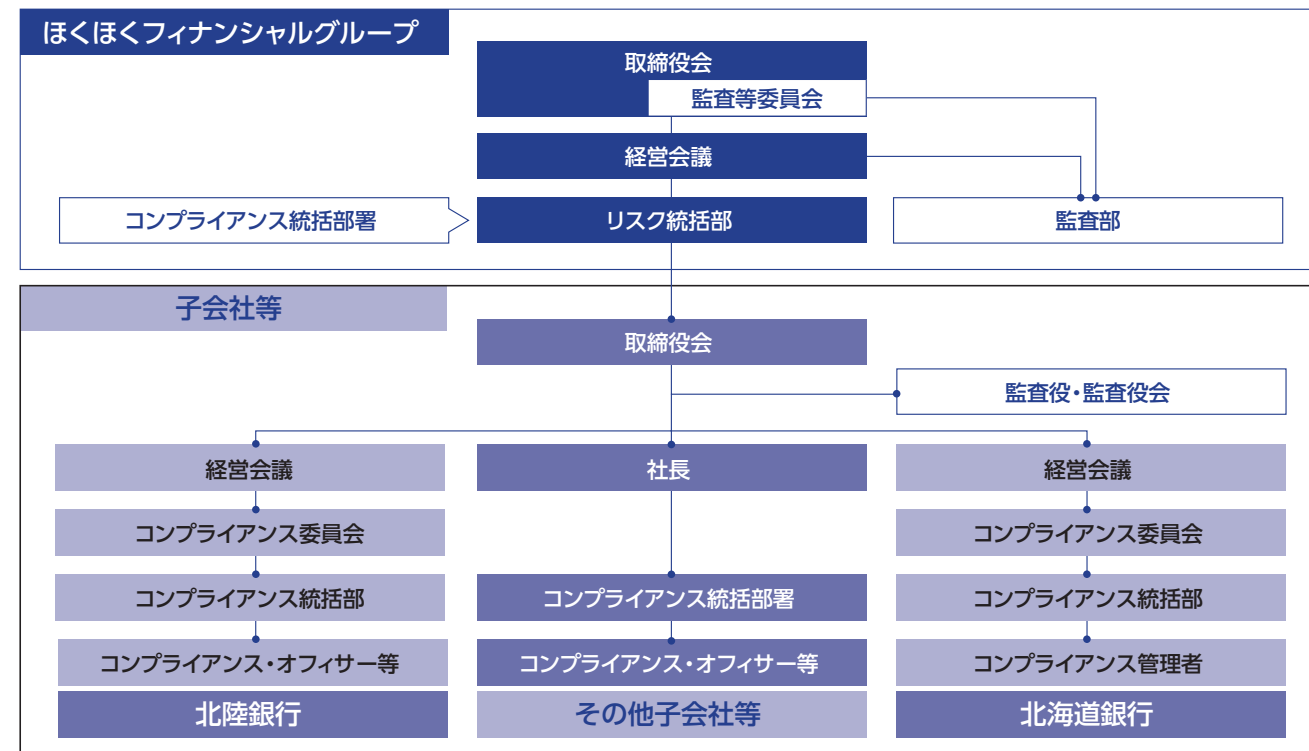 ほくほくフィナンシャルグループ
取締役会
監査等委員会
経営会議
コンプライアンス統括部署
リスク統括部
監査部
子会社等
取締役会
監査役・監査役会
経営会議
社長
経営会議
コンプライアンス委員会
コンプライアンス委員会
コンプライアンス統括部
コンプライアンス統括部署
コンプライアンス統括部
コンプライアンス・オフィサー等
コンプライアンス・オフィサー等
コンプライアンス管理者
北陸銀行
その他子会社等
北海道銀行